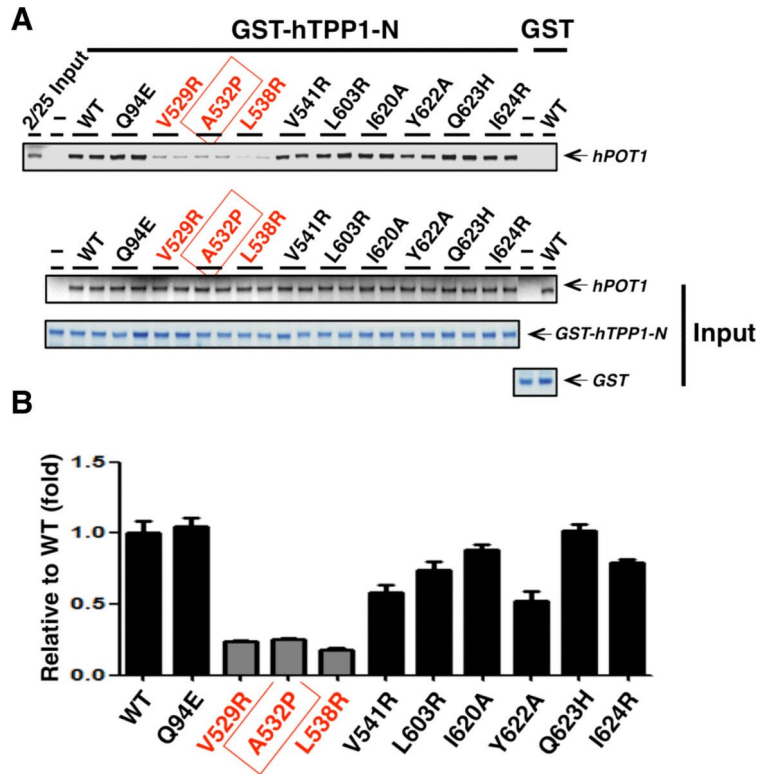 A
GST-hTPP1-N GST
2/25 Input – WT Q94E V529R A532P L538R V541R L603R I620A Y622A Q623H I624R – WT
hPOT1
– WT Q94E V529R A532P L538R V541R L603R I620A Y622A Q623H I624R – WT
hPOT1
GST-hTPP1-N
Input
GST
B
Relative to WT (fold)
1.5
1.0
0.5
0.0
WT Q94E V529R A532P L538R V541R L603R I620A Y622A Q623H I624R